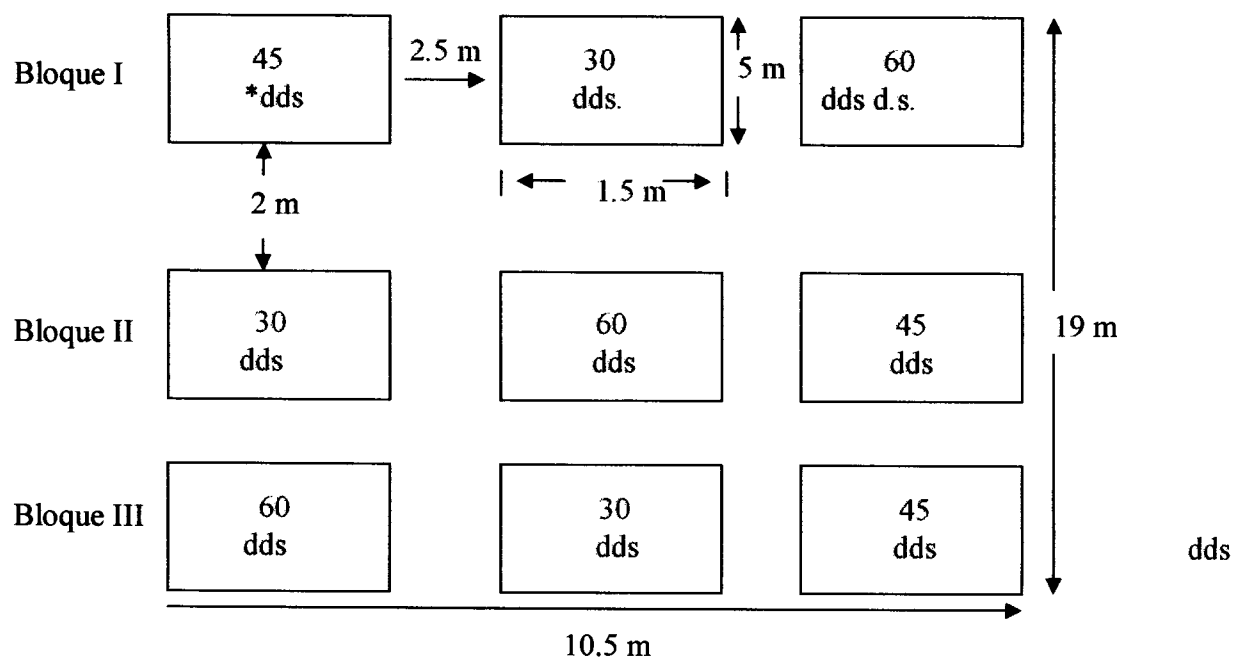 Bloque I
45
*dds
2.5 m
30
dds.
5 m
60
dds d.s.
1.5 m
2 m
Bloque II
30
dds
60
dds
45
dds
19 m
Bloque III
60
dds
30
dds
45
dds
dds
10.5 m